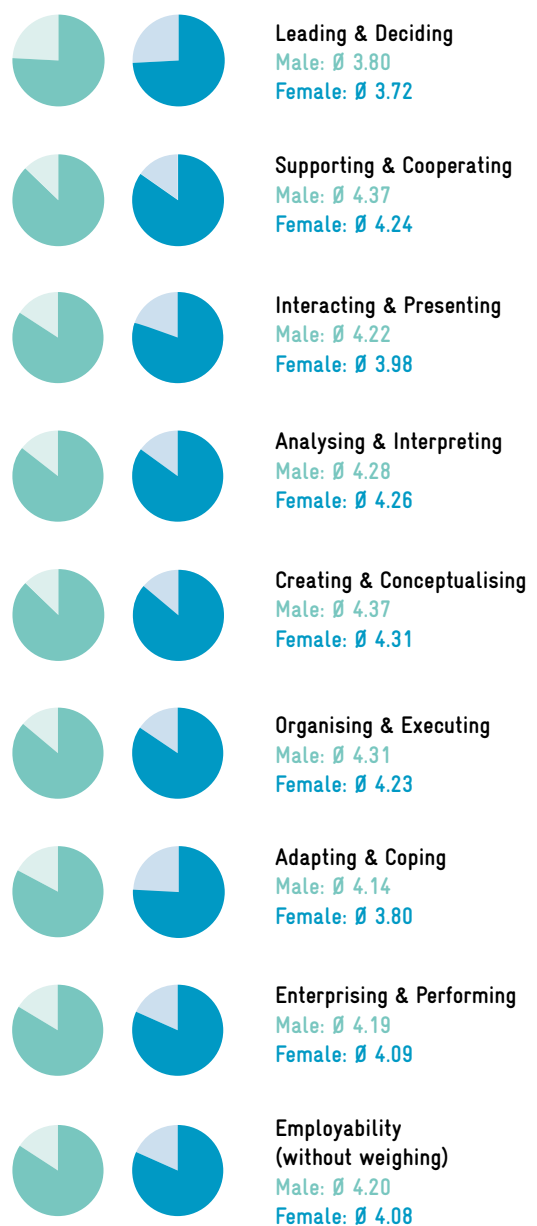 Leading & Deciding
Male: Ø 3.80
Female: Ø 3.72
Supporting & Cooperating
Male: Ø 4.37
Female: Ø 4.24
Interacting & Presenting
Male: Ø 4.22
Female: Ø 3.98
Analysing & Interpreting
Male: Ø 4.28
Female: Ø 4.26
Creating & Conceptualising
Male: Ø 4.37
Female: Ø 4.31
Organising & Executing
Male: Ø 4.31
Female: Ø 4.23
Adapting & Coping
Male: Ø 4.14
Female: Ø 3.80
Enterprising & Performing
Male: Ø 4.19
Female: Ø 4.09
Employability
(without weighing)
Male: Ø 4.20
Female: Ø 4.08